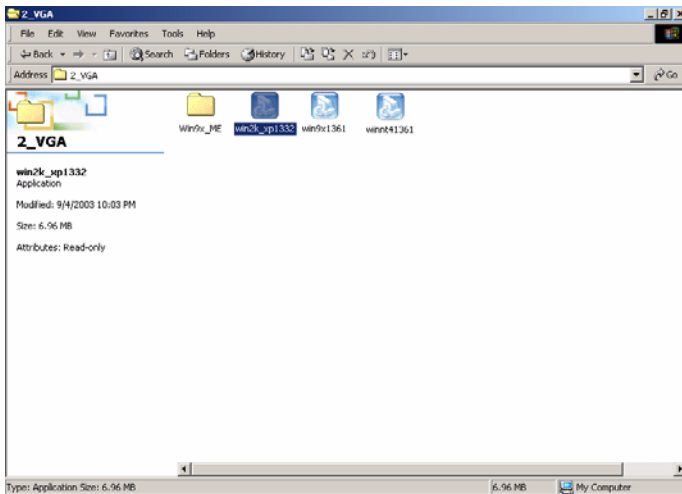 2_VGA
File Edit View Favorites Tools Help
Back Search Folders History
Address 2_VGA Go
Win9x_ME win2k_xp1332 win9x1361 winnt41361
2_VGA
win2k_xp1332
Application
Modified: 9/4/2003 10:03 PM
Size: 6.96 MB
Attributes: Read-only
Type: Application Size: 6.96 MB 6.96 MB My Computer